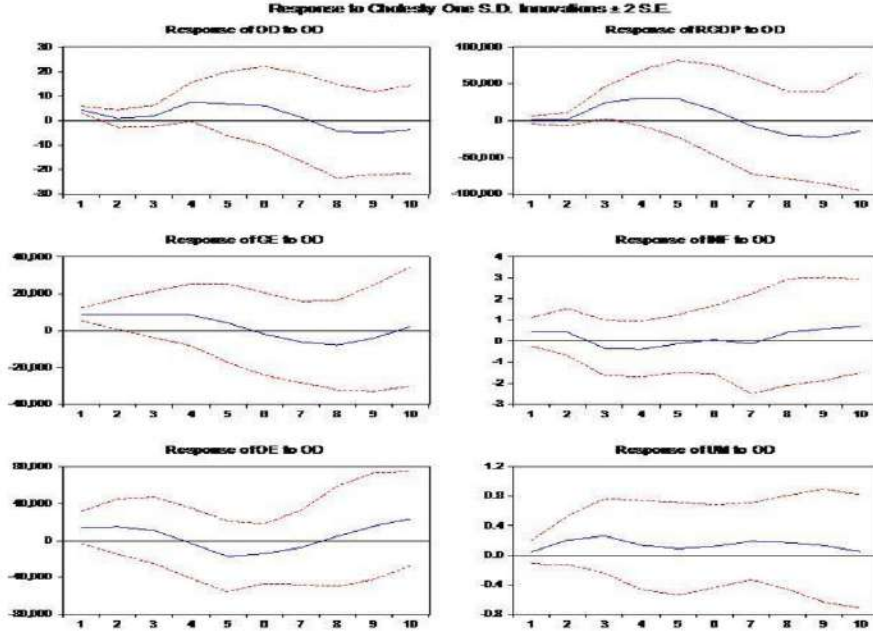 Response to Cholesky One S.D. Innovations ± 2 S.E.
Response of OD to OD
30
20
10
0
-10
-20
-30
1 2 3 4 5 6 7 8 9 10
Response of RGDP to OD
100,000
50,000
0
-50,000
-100,000
1 2 3 4 5 6 7 8 9 10
Response of CE to OD
40,000
20,000
0
-20,000
-40,000
1 2 3 4 5 6 7 8 9 10
Response of INF to OD
4
3
2
1
0
-1
-2
-3
1 2 3 4 5 6 7 8 9 10
Response of OE to OD
80,000
40,000
0
-40,000
-80,000
1 2 3 4 5 6 7 8 9 10
Response of UM to OD
1.2
0.8
0.4
0.0
-0.4
-0.8
1 2 3 4 5 6 7 8 9 10